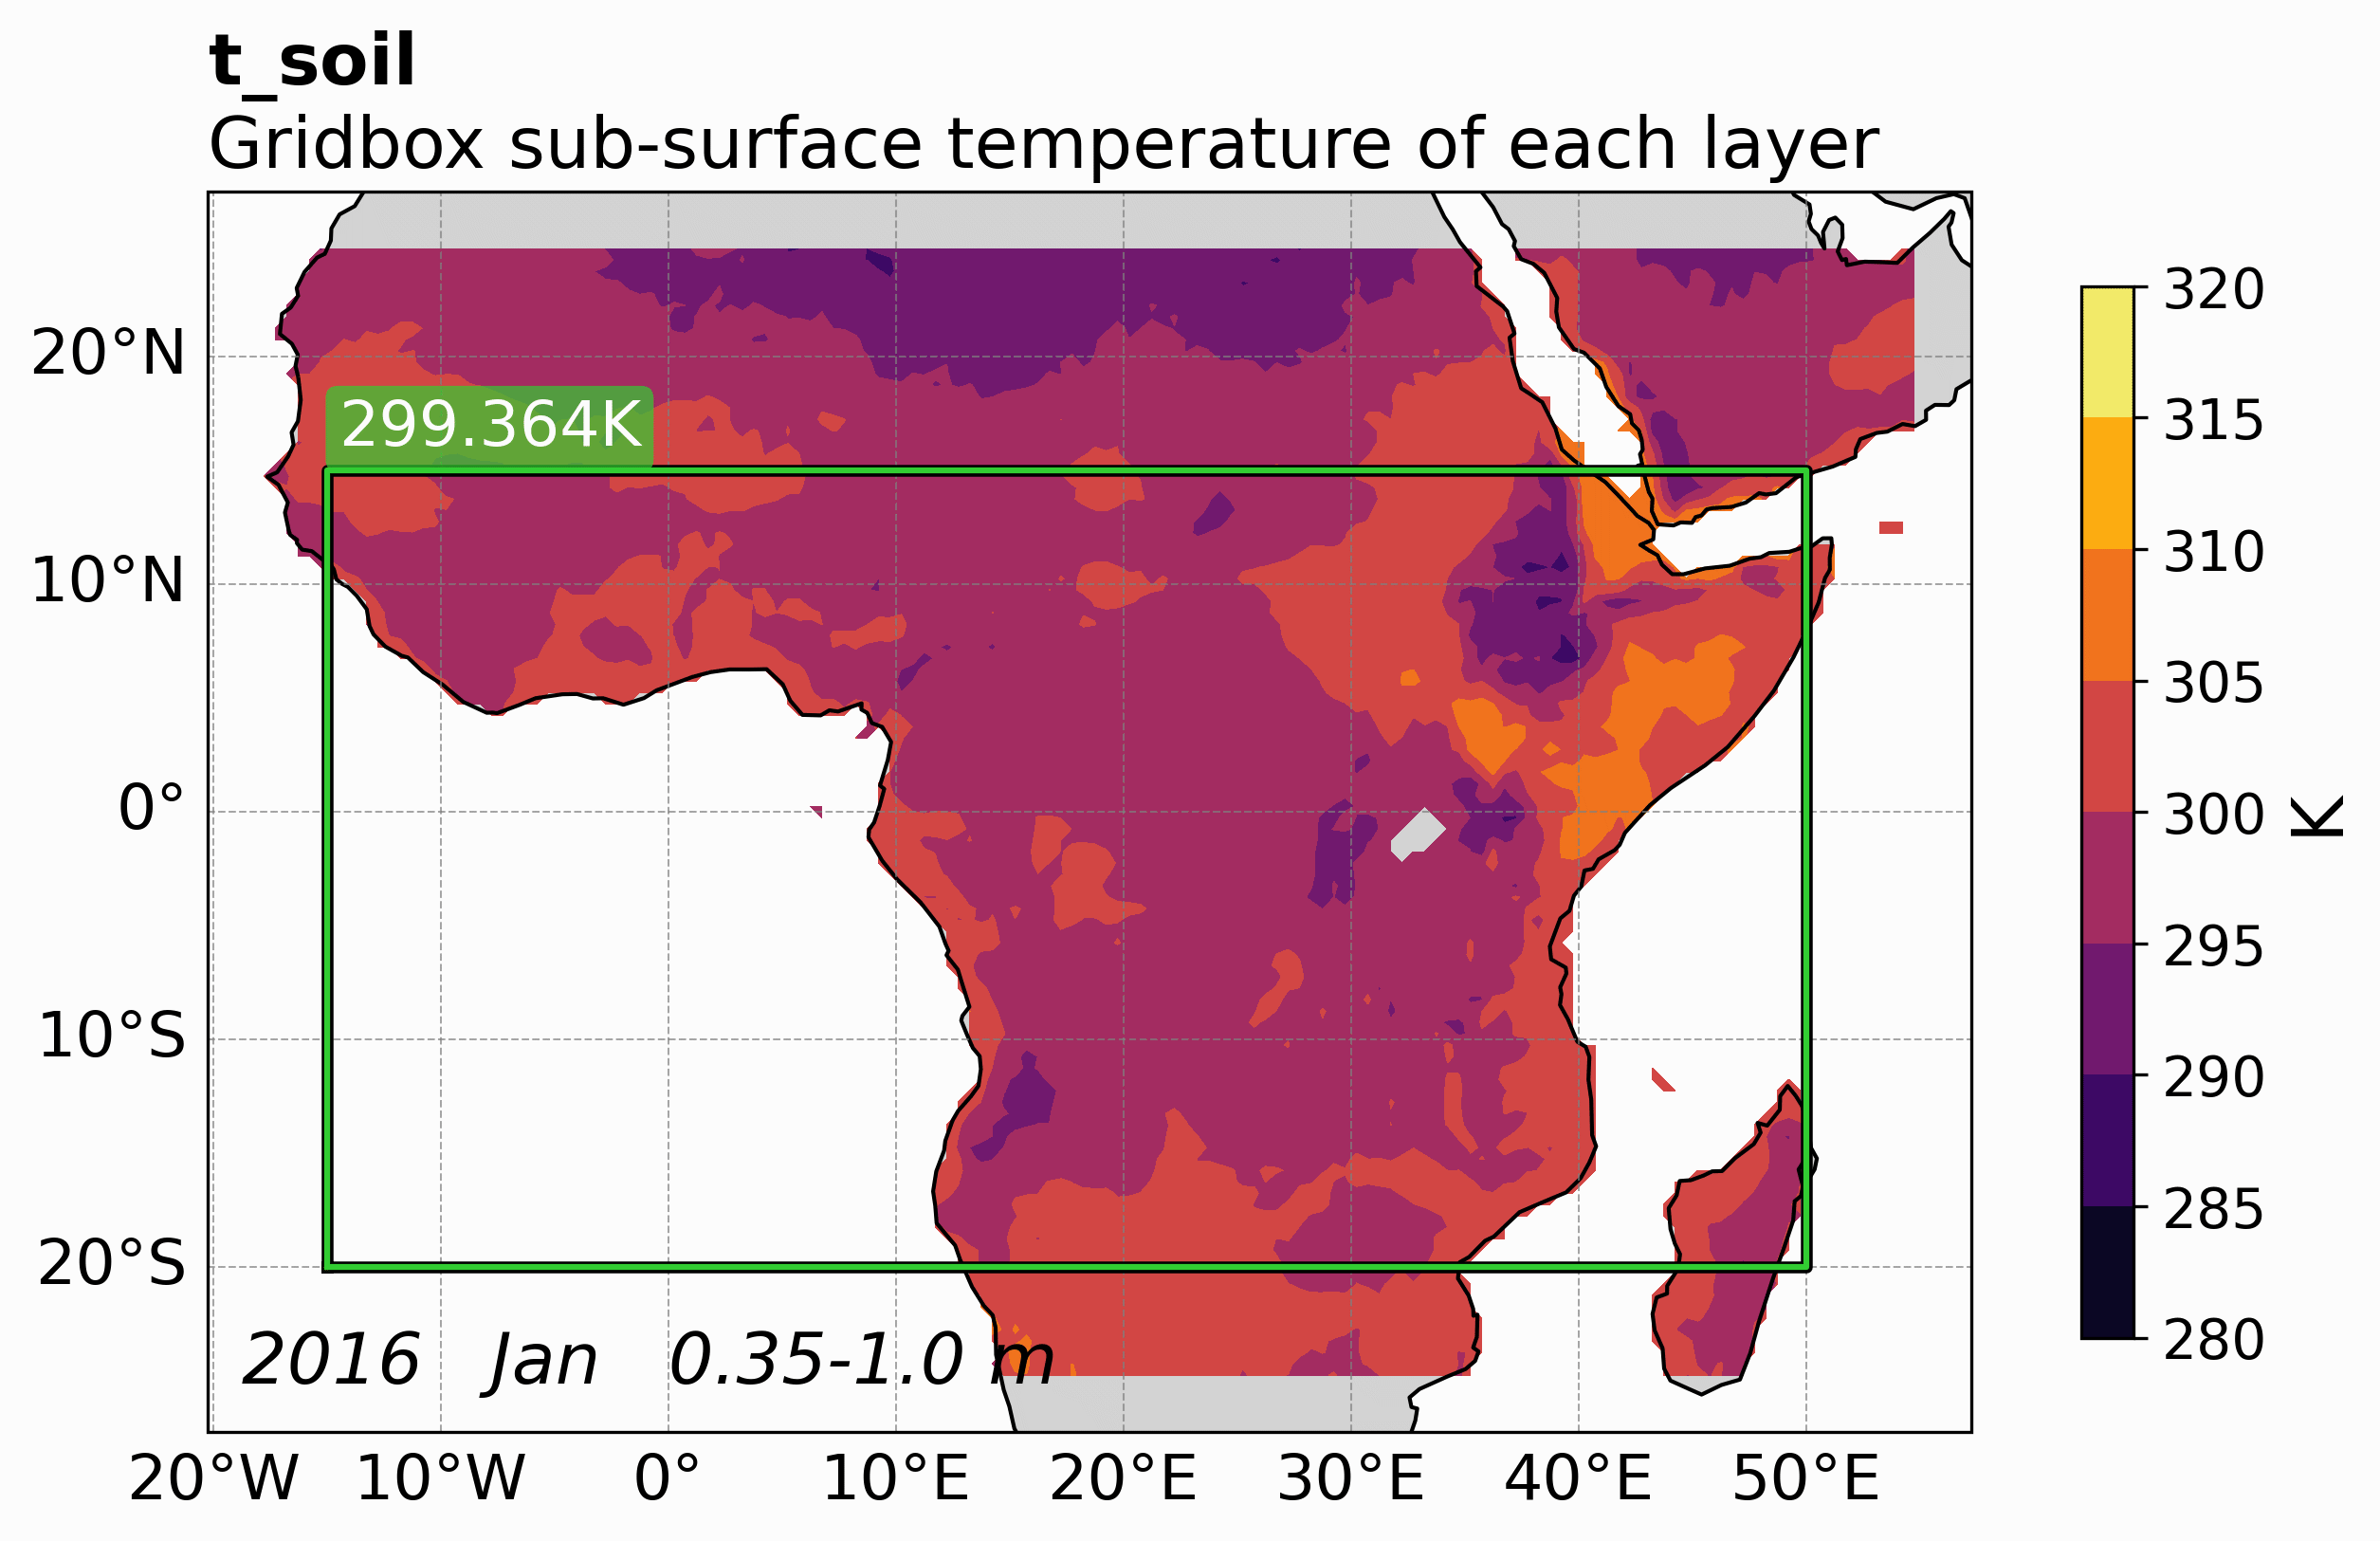 t_soil
Gridbox sub-surface temperature of each layer
20°N
299.364K
10°N
0°
10°S
20°S
2016 Jan 0.35-1.0 m
20°W 10°W 0° 10°E 20°E 30°E 40°E 50°E
320
315
310
305
300
295
290
285
280
K